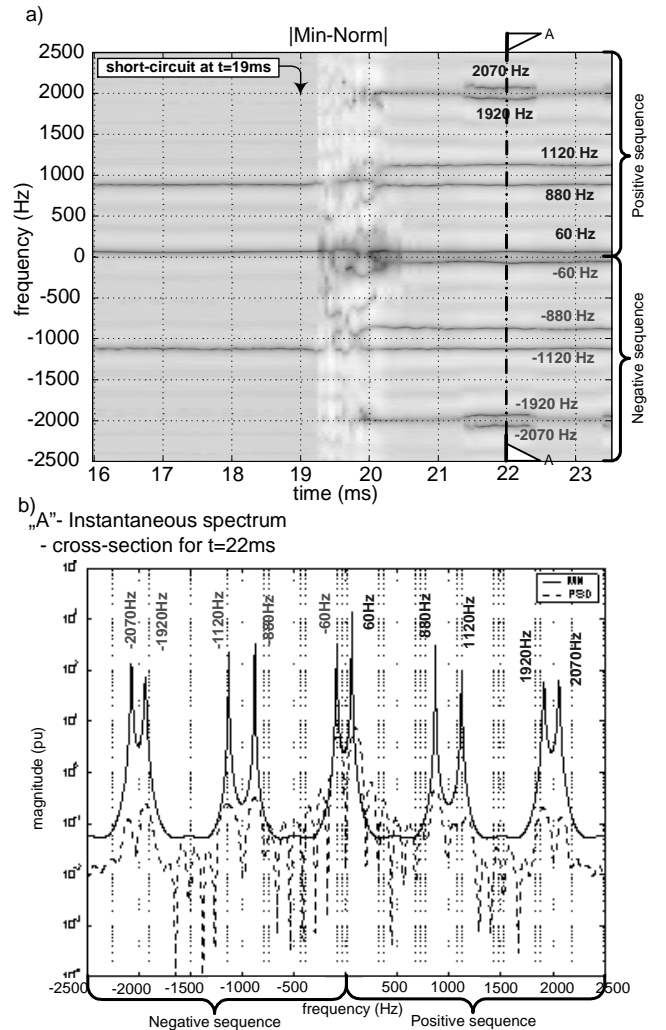 a)
|Min-Norm|
A
short-circuit at t=19ms
2500
2000
1500
1000
500
0
-500
-1000
-1500
-2000
-2500
frequency (Hz)
2070 Hz
1920 Hz
1120 Hz
880 Hz
60 Hz
-60 Hz
-880 Hz
-1120 Hz
-1920 Hz
-2070 Hz
A
Positive sequence
Negative sequence
16 17 18 19 20 21 22 23
time (ms)
b)
„A”- Instantaneous spectrum
- cross-section for t=22ms
PSD
magnitude (pu)
-2070Hz
-1920Hz
-1120Hz
-880Hz
-60Hz
60Hz
880Hz
1120Hz
1920Hz
2070Hz
-2500 -2000 -1500 -1000 -500 0 500 1000 1500 2000 2500
frequency (Hz)
Negative sequence
Positive sequence